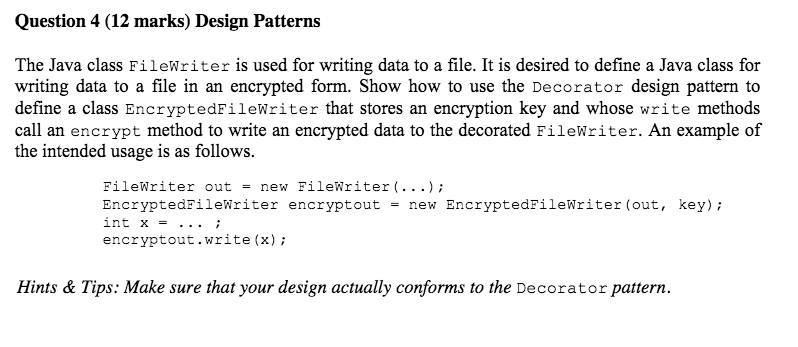 Question 4 (12 marks) Design Patterns
The Java class FileWriter is used for writing data to a file. It is desired to define a Java class for
writing data to a file in an encrypted form. Show how to use the Decorator design pattern to
define a class EncryptedFileWriter that stores an encryption key and whose write methods
call an encrypt method to write an encrypted data to the decorated FileWriter. An example of
the intended usage is as follows.
FileWriter out = new FileWriter(...);
EncryptedFileWriter encryptout = new EncryptedFileWriter(out, key);
int x = ... ;
encryptout.write(x);
Hints & Tips: Make sure that your design actually conforms to the Decorator pattern.